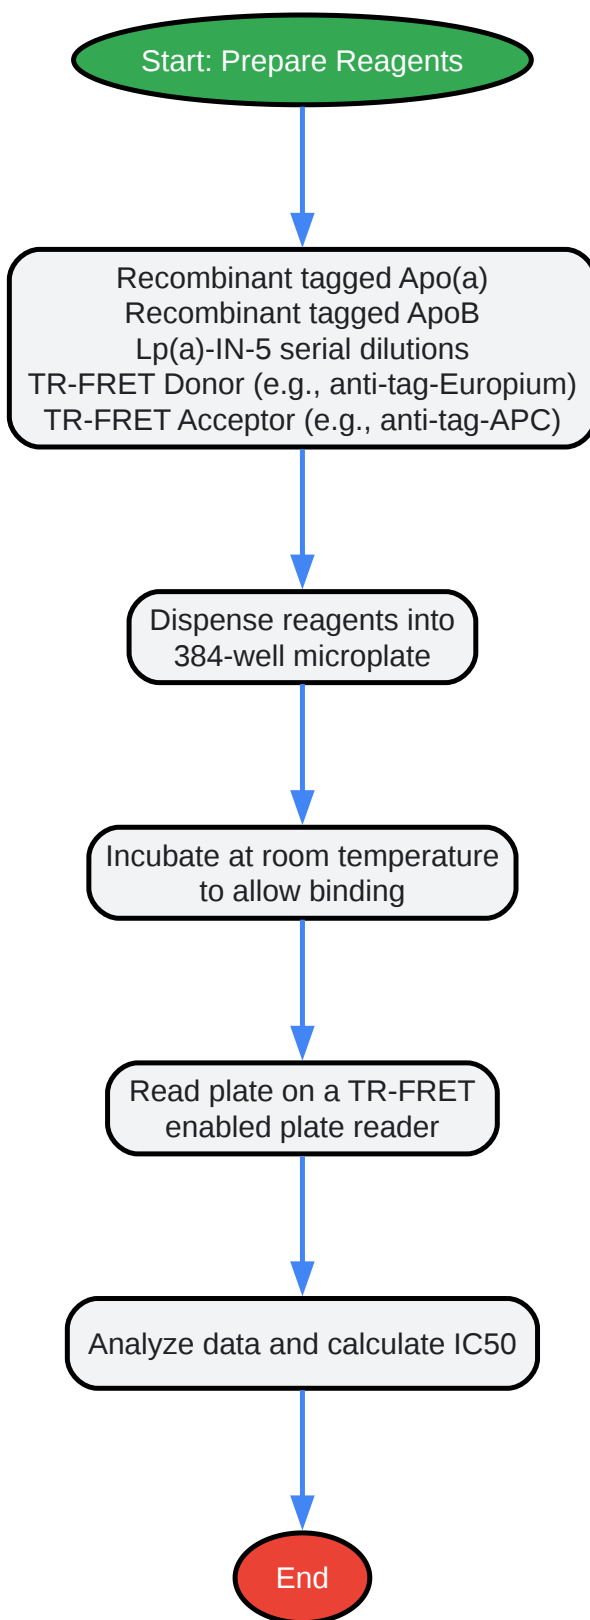 Start: Prepare Reagents
Recombinant tagged Apo(a)
Recombinant tagged ApoB
Lp(a)-IN-5 serial dilutions
TR-FRET Donor (e.g., anti-tag-Europium)
TR-FRET Acceptor (e.g., anti-tag-APC)
Dispense reagents into
384-well microplate
Incubate at room temperature
to allow binding
Read plate on a TR-FRET
enabled plate reader
Analyze data and calculate IC50
End